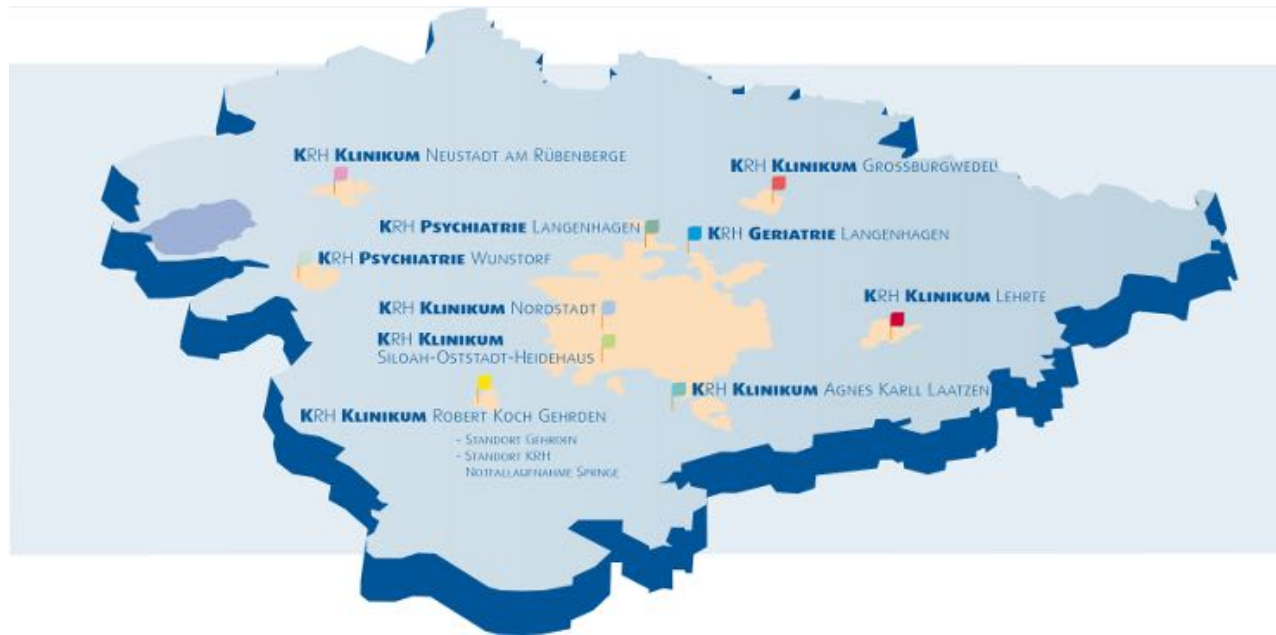 KRH KLINIKUM NEUSTADT AM RÜBENBERGE
KRH KLINIKUM GROSSBURGWEDEL
KRH PSYCHIATRIE LANGENHAGEN
KRH GERIATRIE LANGENHAGEN
KRH PSYCHIATRIE WUNSTORF
KRH KLINIKUM LEHRTE
KRH KLINIKUM NORDSTADT
KRH KLINIKUM
SILOAH-OSTSTADT-HEIDEHAUS
KRH KLINIKUM AGNES KARLL LAATZEN
KRH KLINIKUM ROBERT KOCH GEHRDEN
- STANDORT GEHRDEN
- STANDORT KRH
NOTFALLAUFNAHME SPRINGE